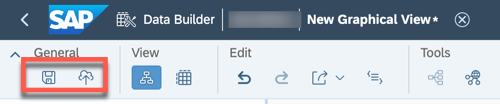 SAP Data Builder New Graphical View*
General View Edit Tools